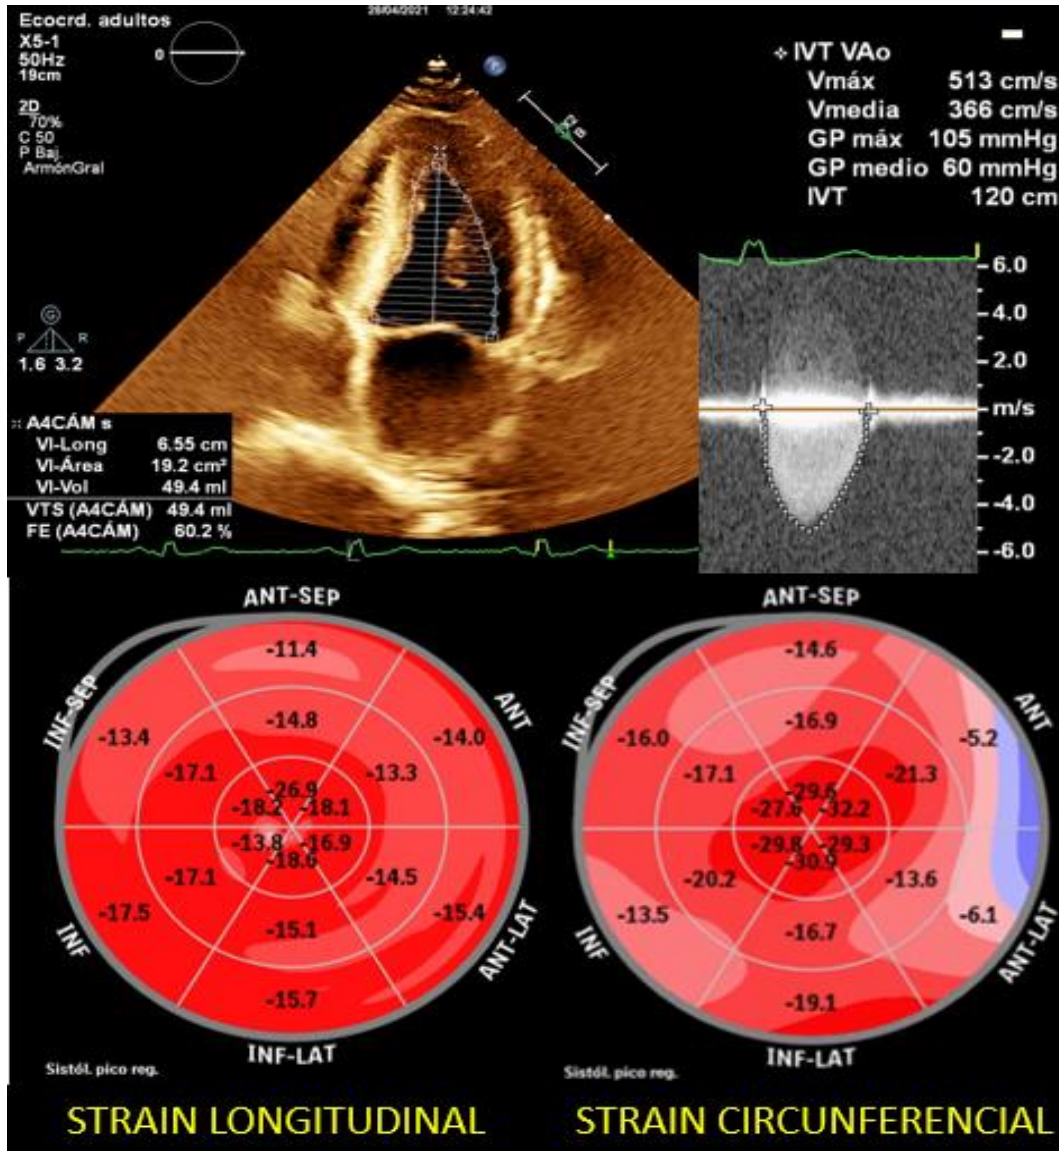 26/04/2021 12:24:42
Ecocrd. adultos
X5-1
50Hz
19cm
0
2D
70%
C 50
P Baj.
ArmónGral
P
G
P R
1.6 3.2
A4CÁM s
VI-Long 6.55 cm
VI-Área 19.2 cm²
VI-Vol 49.4 ml
VTS (A4CÁM) 49.4 ml
FE (A4CÁM) 60.2 %
IVT VAo
Vmáx 513 cm/s
Vmedia 366 cm/s
GP máx 105 mmHg
GP medio 60 mmHg
IVT 120 cm
6.0
4.0
2.0
m/s
-2.0
-4.0
-6.0
ANT-SEP
-11.4
INF-SEP
ANT
-14.8
-13.4
-14.0
-17.1
-13.3
-26.9
-18.2 -18.1
-13.8 -16.9
-18.6
-17.1
-14.5
-17.5
-15.4
-15.1
INF
ANT-LAT
-15.7
INF-LAT
Sistól. pico reg.
STRAIN LONGITUDINAL
ANT-SEP
-14.6
INF-SEP
ANT
-16.9
-16.0
-5.2
-17.1
-21.3
-29.6
-27.6 -32.2
-29.8 -29.3
-30.9
-20.2
-13.6
-13.5
-6.1
-16.7
INF
ANT-LAT
-19.1
INF-LAT
Sistól. pico reg.
STRAIN CIRCUNFERENCIAL